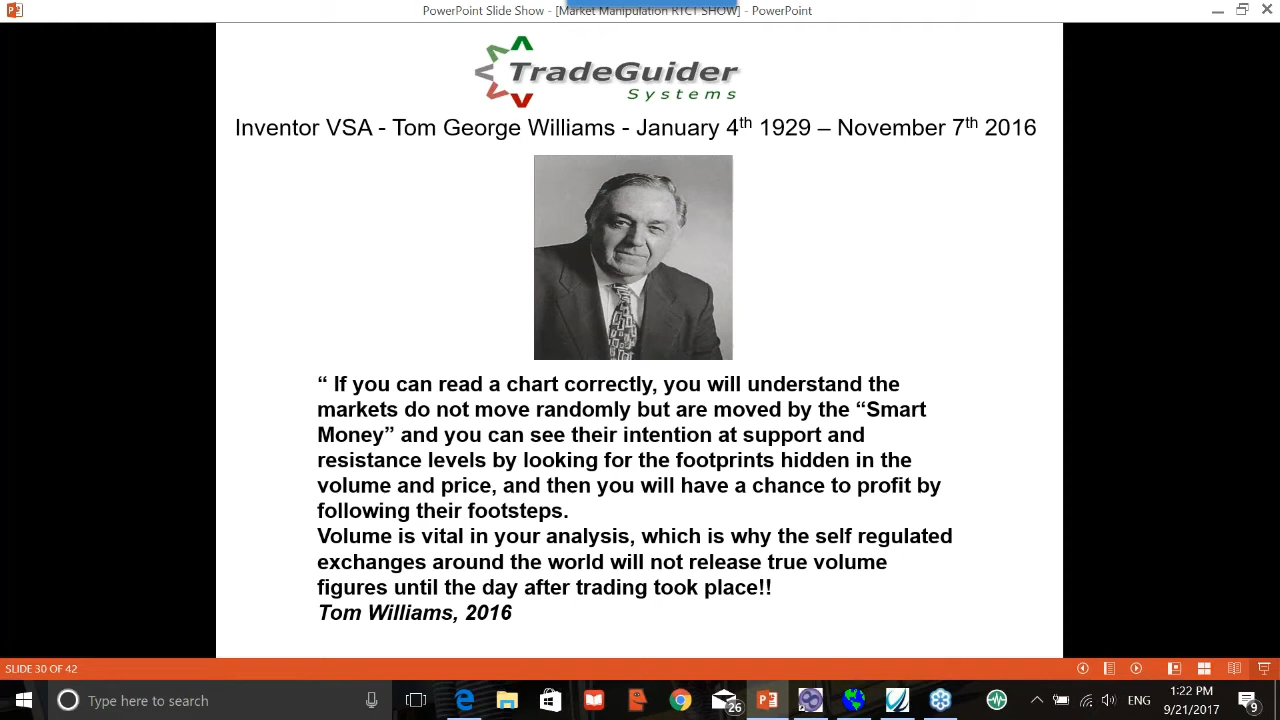 PowerPoint Slide Show - [Market Manipulation RTCT SHOW] - PowerPoint
TradeGuider
Systems
Inventor VSA - Tom George Williams - January 4th 1929 – November 7th 2016
“ If you can read a chart correctly, you will understand the
markets do not move randomly but are moved by the “Smart
Money” and you can see their intention at support and
resistance levels by looking for the footprints hidden in the
volume and price, and then you will have a chance to profit by
following their footsteps.
Volume is vital in your analysis, which is why the self regulated
exchanges around the world will not release true volume
figures until the day after trading took place!!
Tom Williams, 2016
SLIDE 30 OF 42
Type here to search
26
ENG
:22 PM
9/21/2017
9